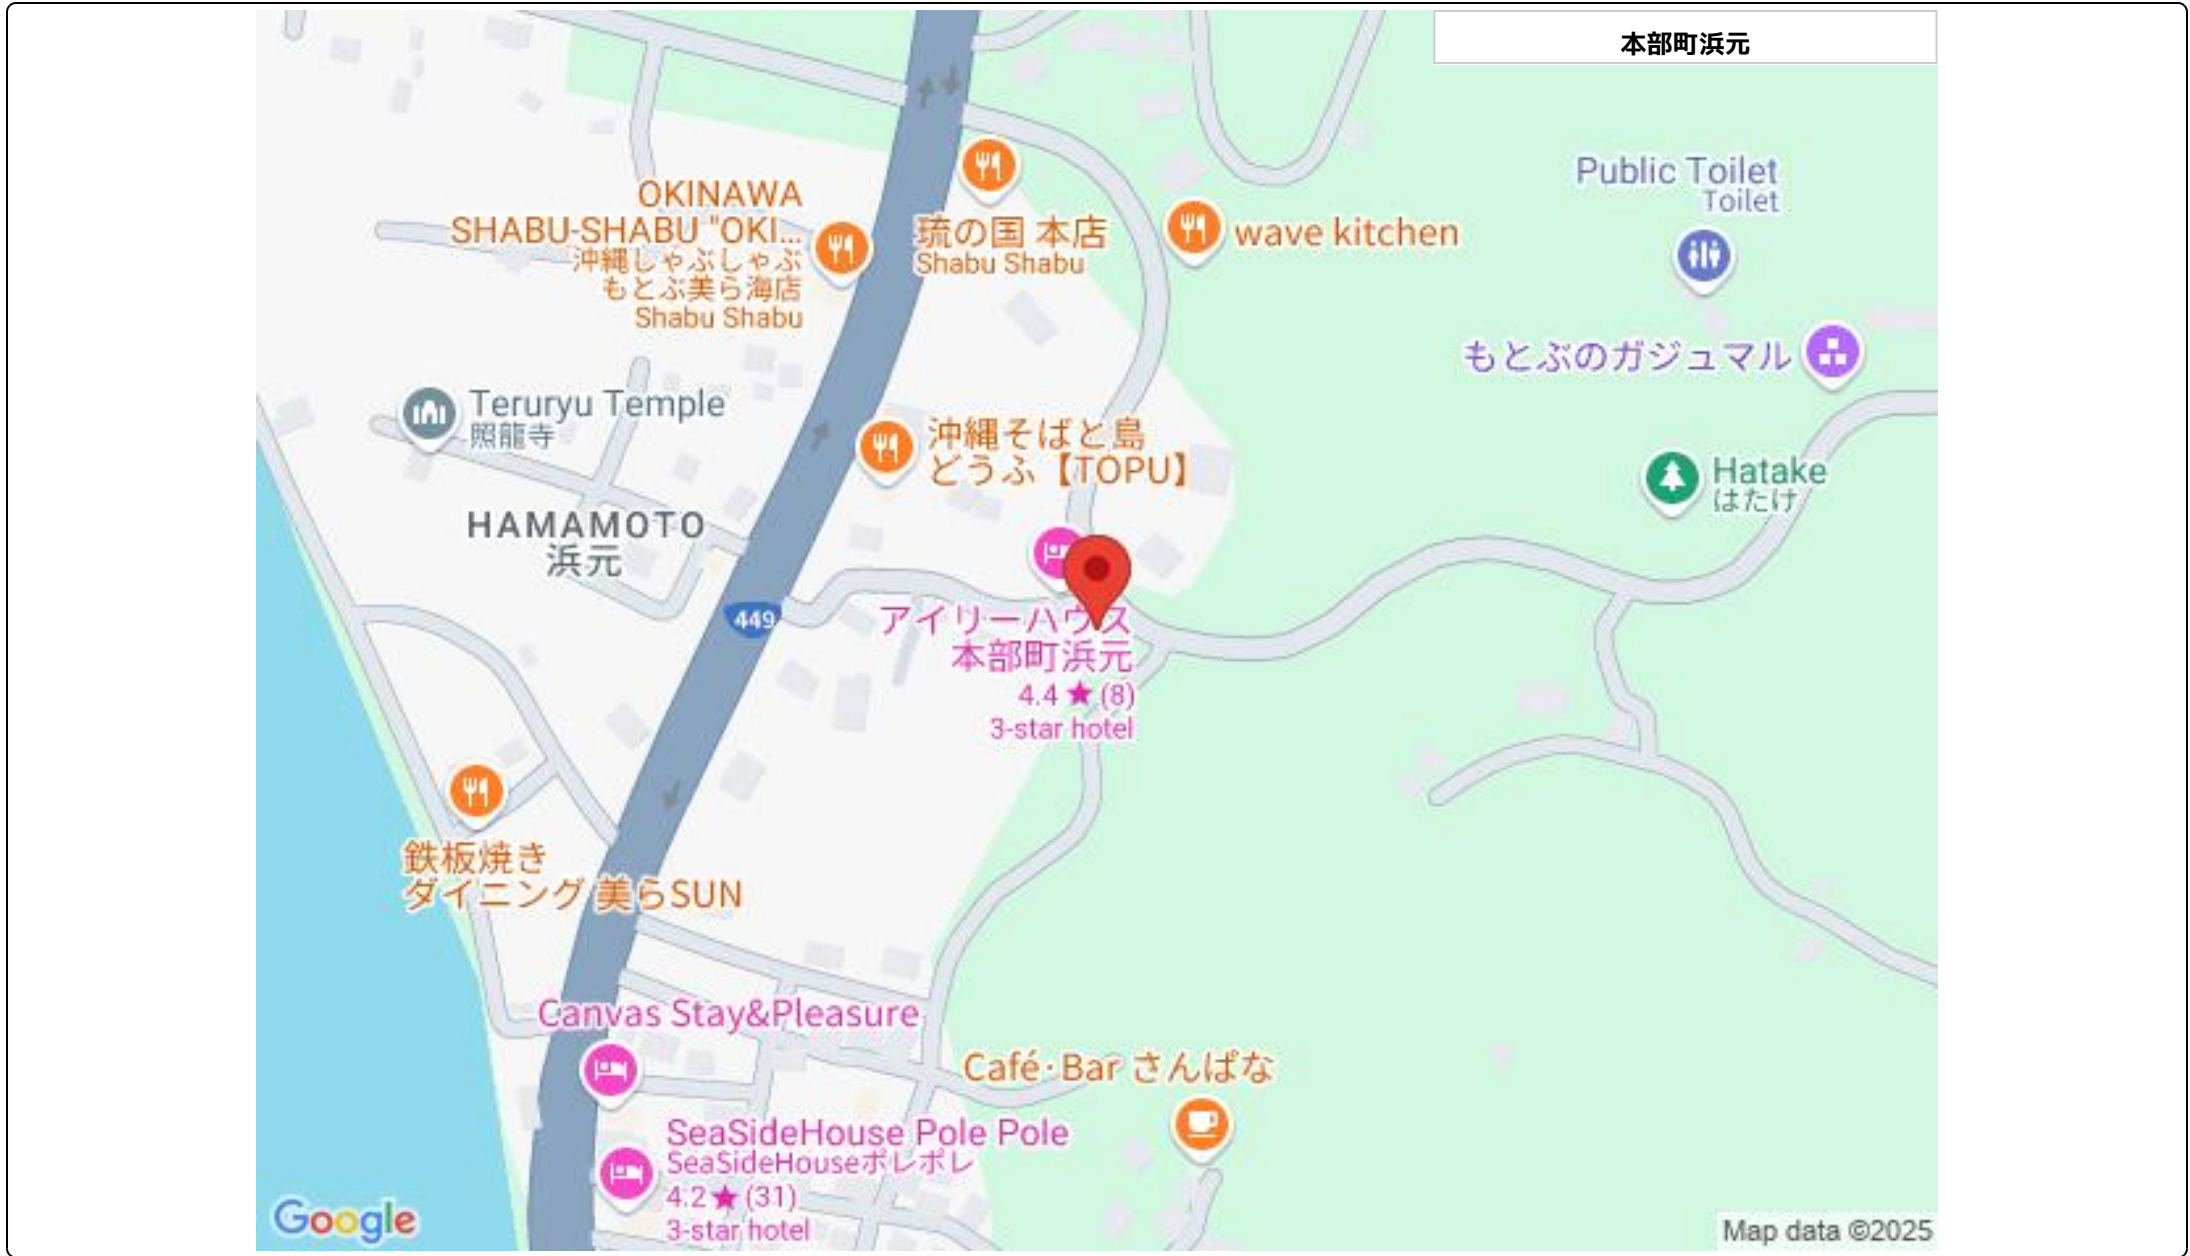 本部町浜元
Public Toilet
Toilet
OKINAWA
SHABU-SHABU "OKI...
沖縄しゃぶしゃぶ
もとぶ美ら海店
Shabu Shabu
琉の国 本店
Shabu Shabu
wave kitchen
もとぶのガジュマル
Teruryu Temple
照龍寺
沖縄そばと島
どうふ【TOPU】
Hatake
はたけ
HAMAMOTO
浜元
449
アイリーハウス
本部町浜元
4.4 ★ (8)
3-star hotel
鉄板焼き
ダイニング 美らSUN
Canvas Stay&Pleasure
Café·Bar さんぱな
SeaSideHouse Pole Pole
SeaSideHouseポレポレ
4.2 ★ (31)
3-star hotel
Google
Map data ©2025